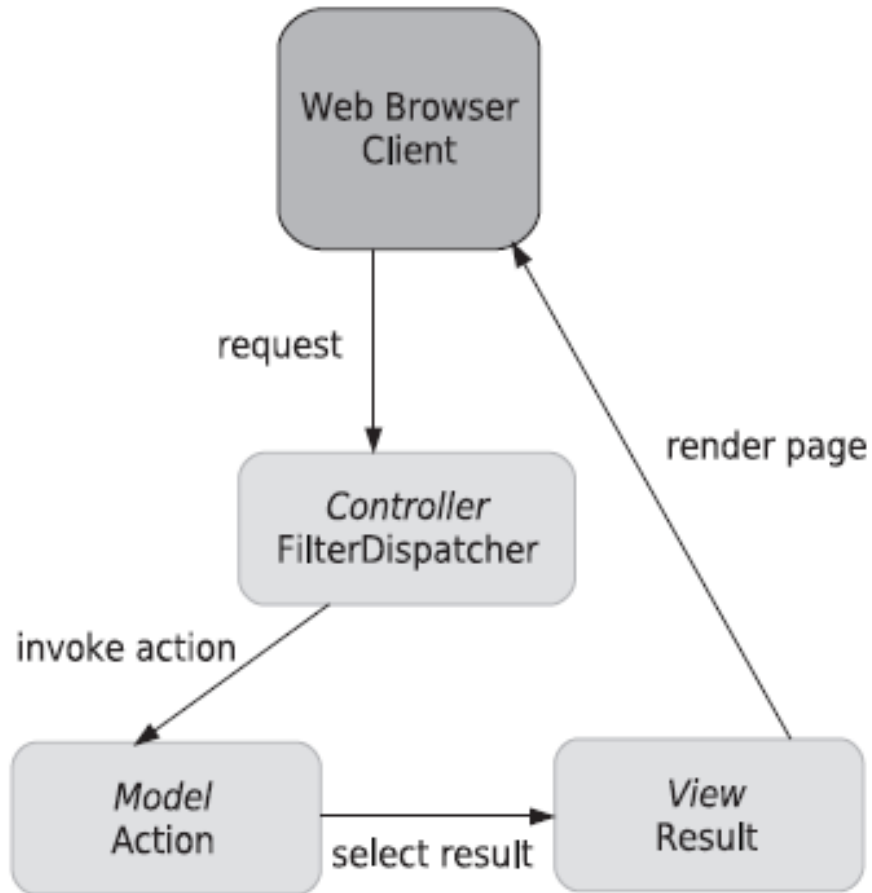 Web Browser
Client
request
render page
Controller
FilterDispatcher
invoke action
Model
Action
select result
View
Result